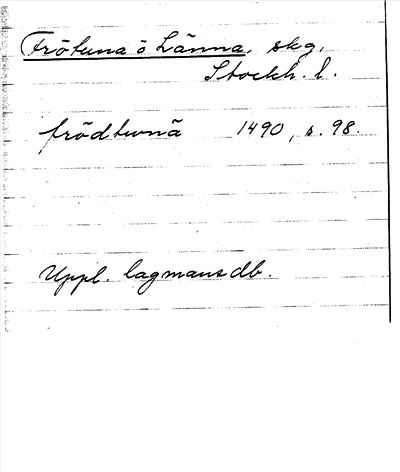 Frötuna o Länna, skg,
Stockh. l.
frödtunä 1490, s. 98.
Uppl. lagmansdb.